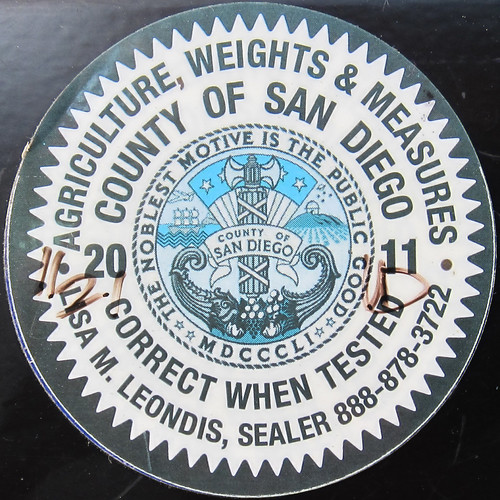 AGRICULTURE, WEIGHTS & MEASURES
COUNTY OF SAN DIEGO
THE NOBLEST MOTIVE IS THE PUBLIC GOOD
COUNTY OF
SAN DIEGO
MDCCCLI
20 11
CORRECT WHEN TESTED
LISA M. LEONDIS, SEALER 888-878-3722